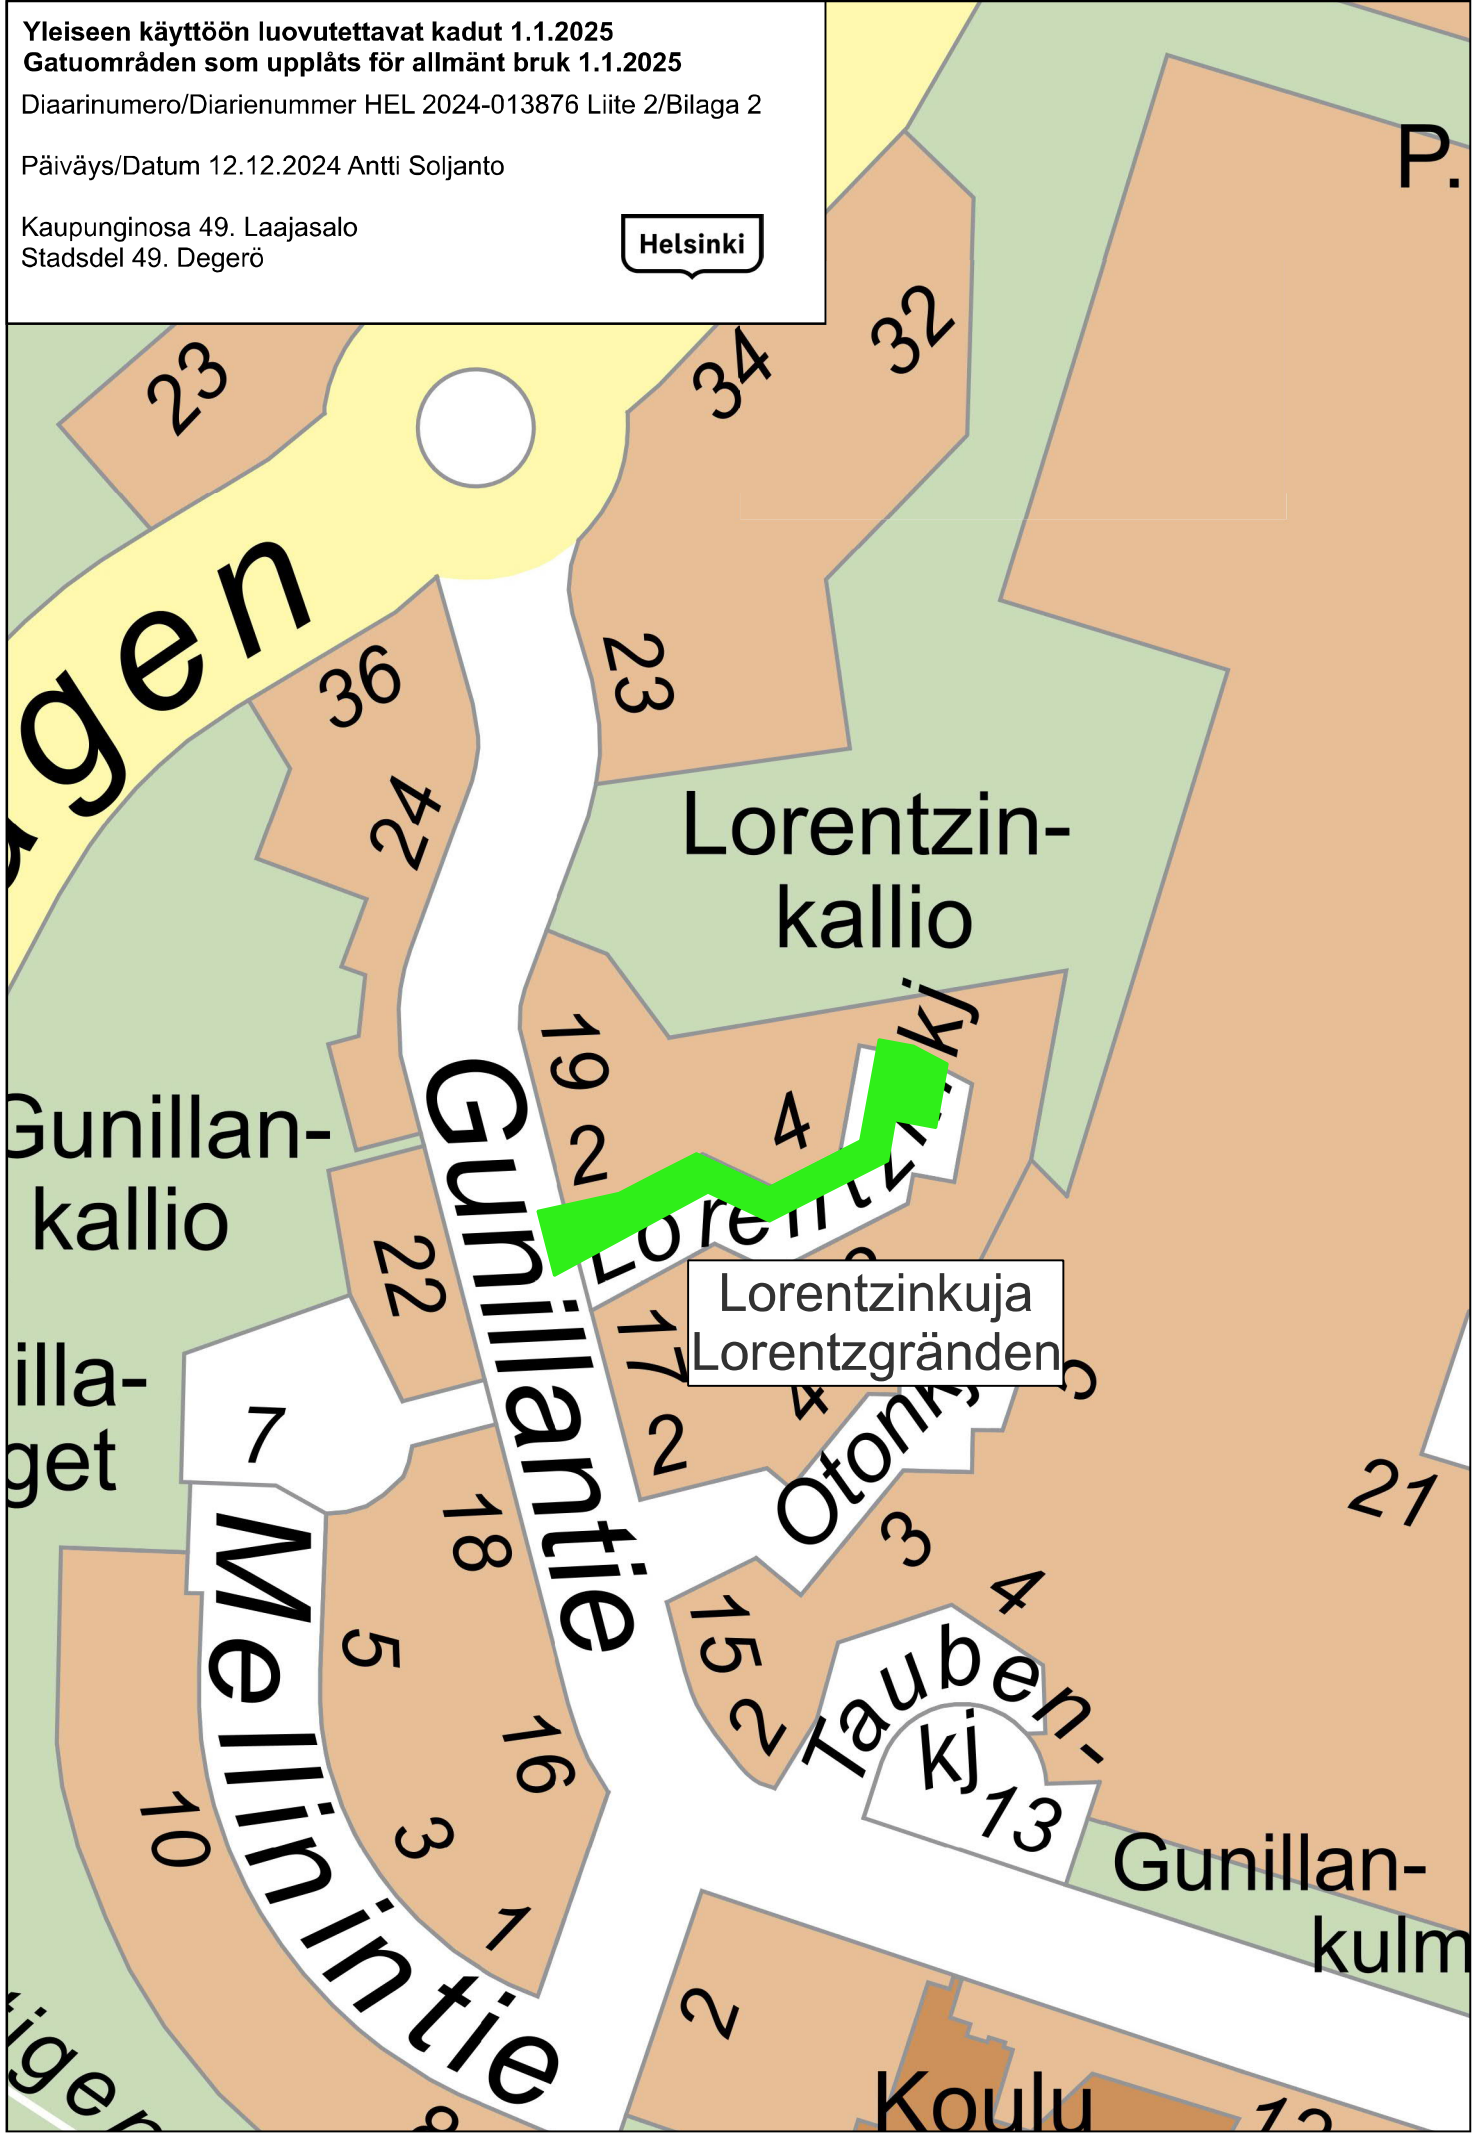 Yleiseen käyttöön luovutettavat kadut 1.1.2025
Gatuområden som upplåts för allmänt bruk 1.1.2025
Diaarinumero/Diarienummer HEL 2024-013876 Liite 2/Bilaga 2
Päiväys/Datum 12.12.2024 Antti Soljanto
Kaupunginosa 49. Laajasalo
Stadsdel 49. Degerö
Helsinki
P.
23
34
32
gen
36
23
24
Lorentzin-
kallio
19
2
4
kj
Gunillan-
kallio
Gunillantie
22
Lorentzinkuja
Lorentzgränden
17
4
2
illa-
get
7
Otonkj
3
21
18
3
4
15
2
Mellinintie
5
16
Tauben-
kj
13
10
3
1
Gunillan-
kulm
2
igen
8
Koulu